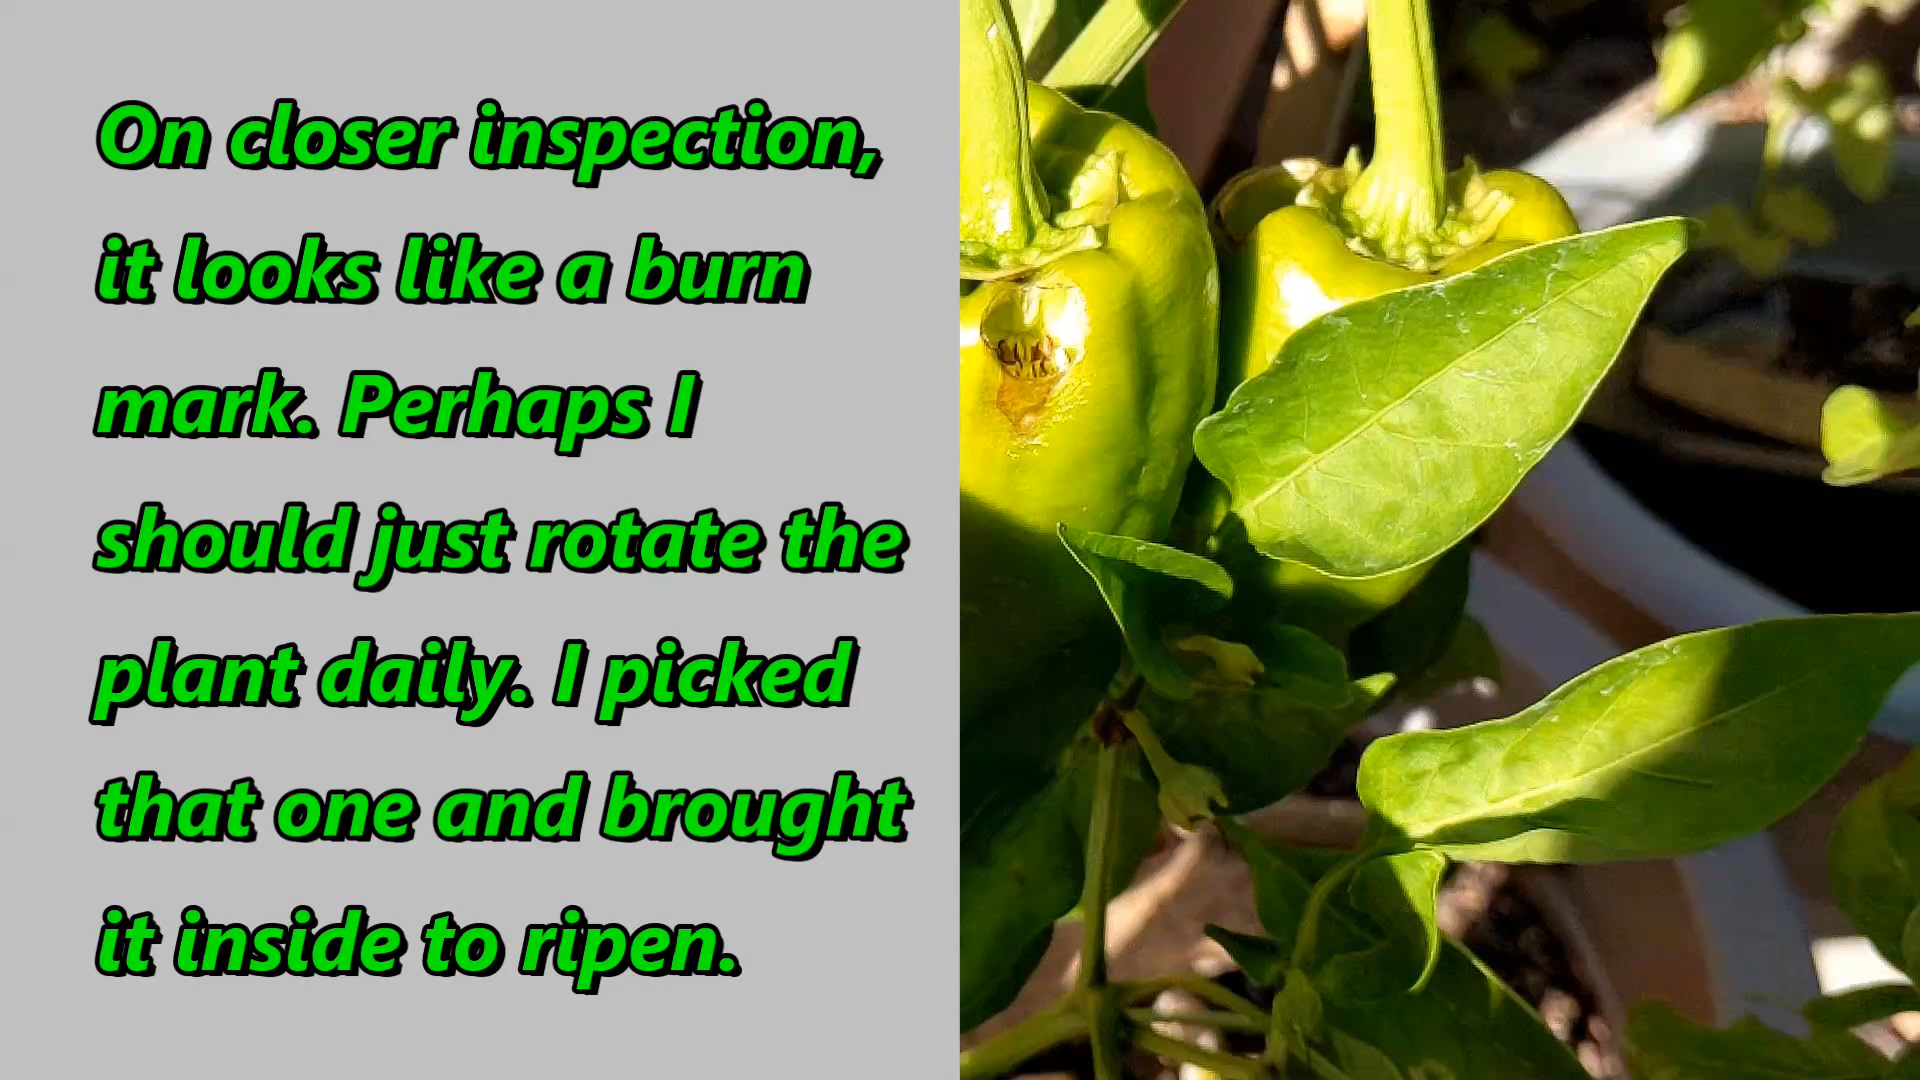 On closer inspection,
it looks like a burn
mark. Perhaps I
should just rotate the
plant daily. I picked
that one and brought
it inside to ripen.